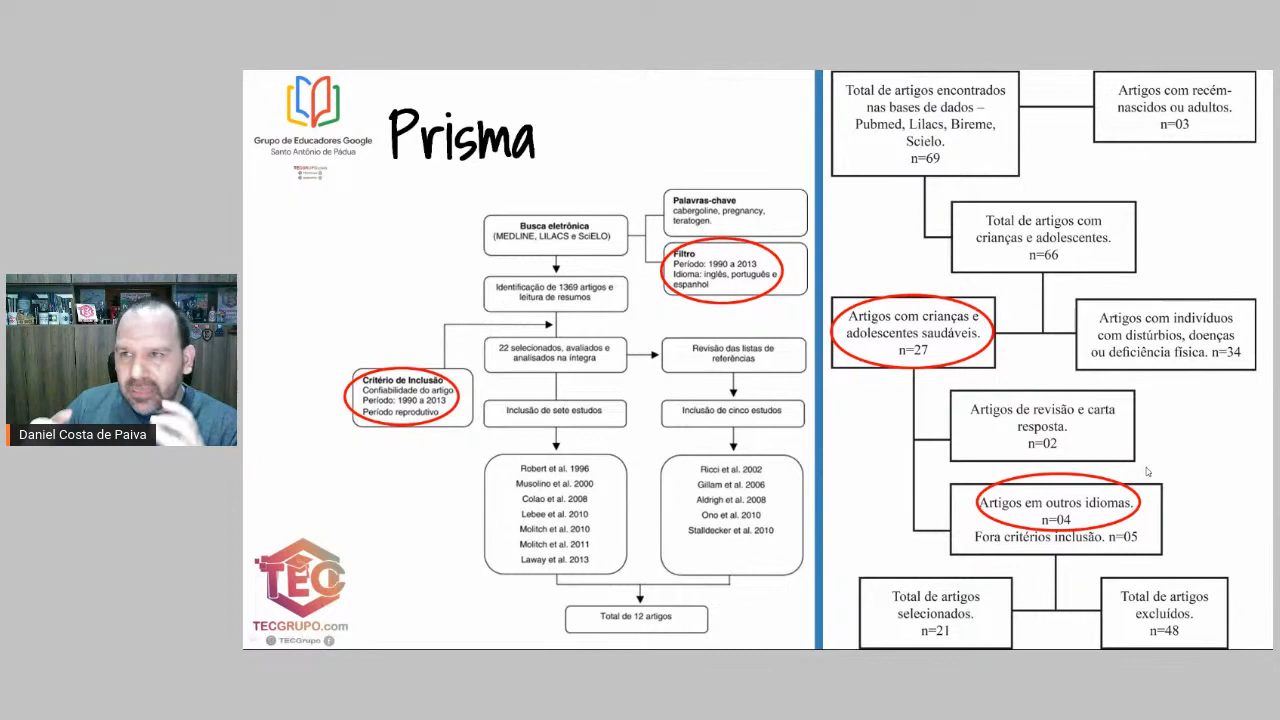 Grupo de Educadores Google
Santo Antônio de Pádua
TECGRUPO.com
Prisma
Busca eletrônica
(MEDLINE, LILACS e SciELO)
Palavras-chave
cabergoline, pregnancy,
teratogen.
Filtro
Período: 1990 a 2013
Idioma: inglês, português e
espanhol
Identificação de 1369 artigos e
leitura de resumos
22 selecionados, avaliados e
analisados na íntegra
Revisão das listas de
referências
Critério de Inclusão
Confiabilidade do artigo
Período: 1990 a 2013
Período reprodutivo
Inclusão de sete estudos
Inclusão de cinco estudos
Robert et al. 1996
Musolino et al. 2000
Colao et al. 2008
Lebee et al. 2010
Molitch et al. 2010
Molitch et al. 2011
Laway et al. 2013
Ricci et al. 2002
Gillam et al. 2006
Aldrigh et al. 2008
Ono et al. 2010
Stalldecker et al. 2010
Total de 12 artigos
TEC
TECGRUPO.com
TECGrupo
Total de artigos encontrados
nas bases de dados –
Pubmed, Lilacs, Bireme,
Scielo.
n=69
Artigos com recém-
nascidos ou adultos.
n=03
Total de artigos com
crianças e adolescentes.
n=66
Artigos com crianças e
adolescentes saudáveis.
n=27
Artigos com indivíduos
com distúrbios, doenças
ou deficiência física. n=34
Artigos de revisão e carta
resposta.
n=02
Artigos em outros idiomas.
n=04
Fora critérios inclusão. n=05
Total de artigos
selecionados.
n=21
Total de artigos
excluídos.
n=48
Daniel Costa de Paiva